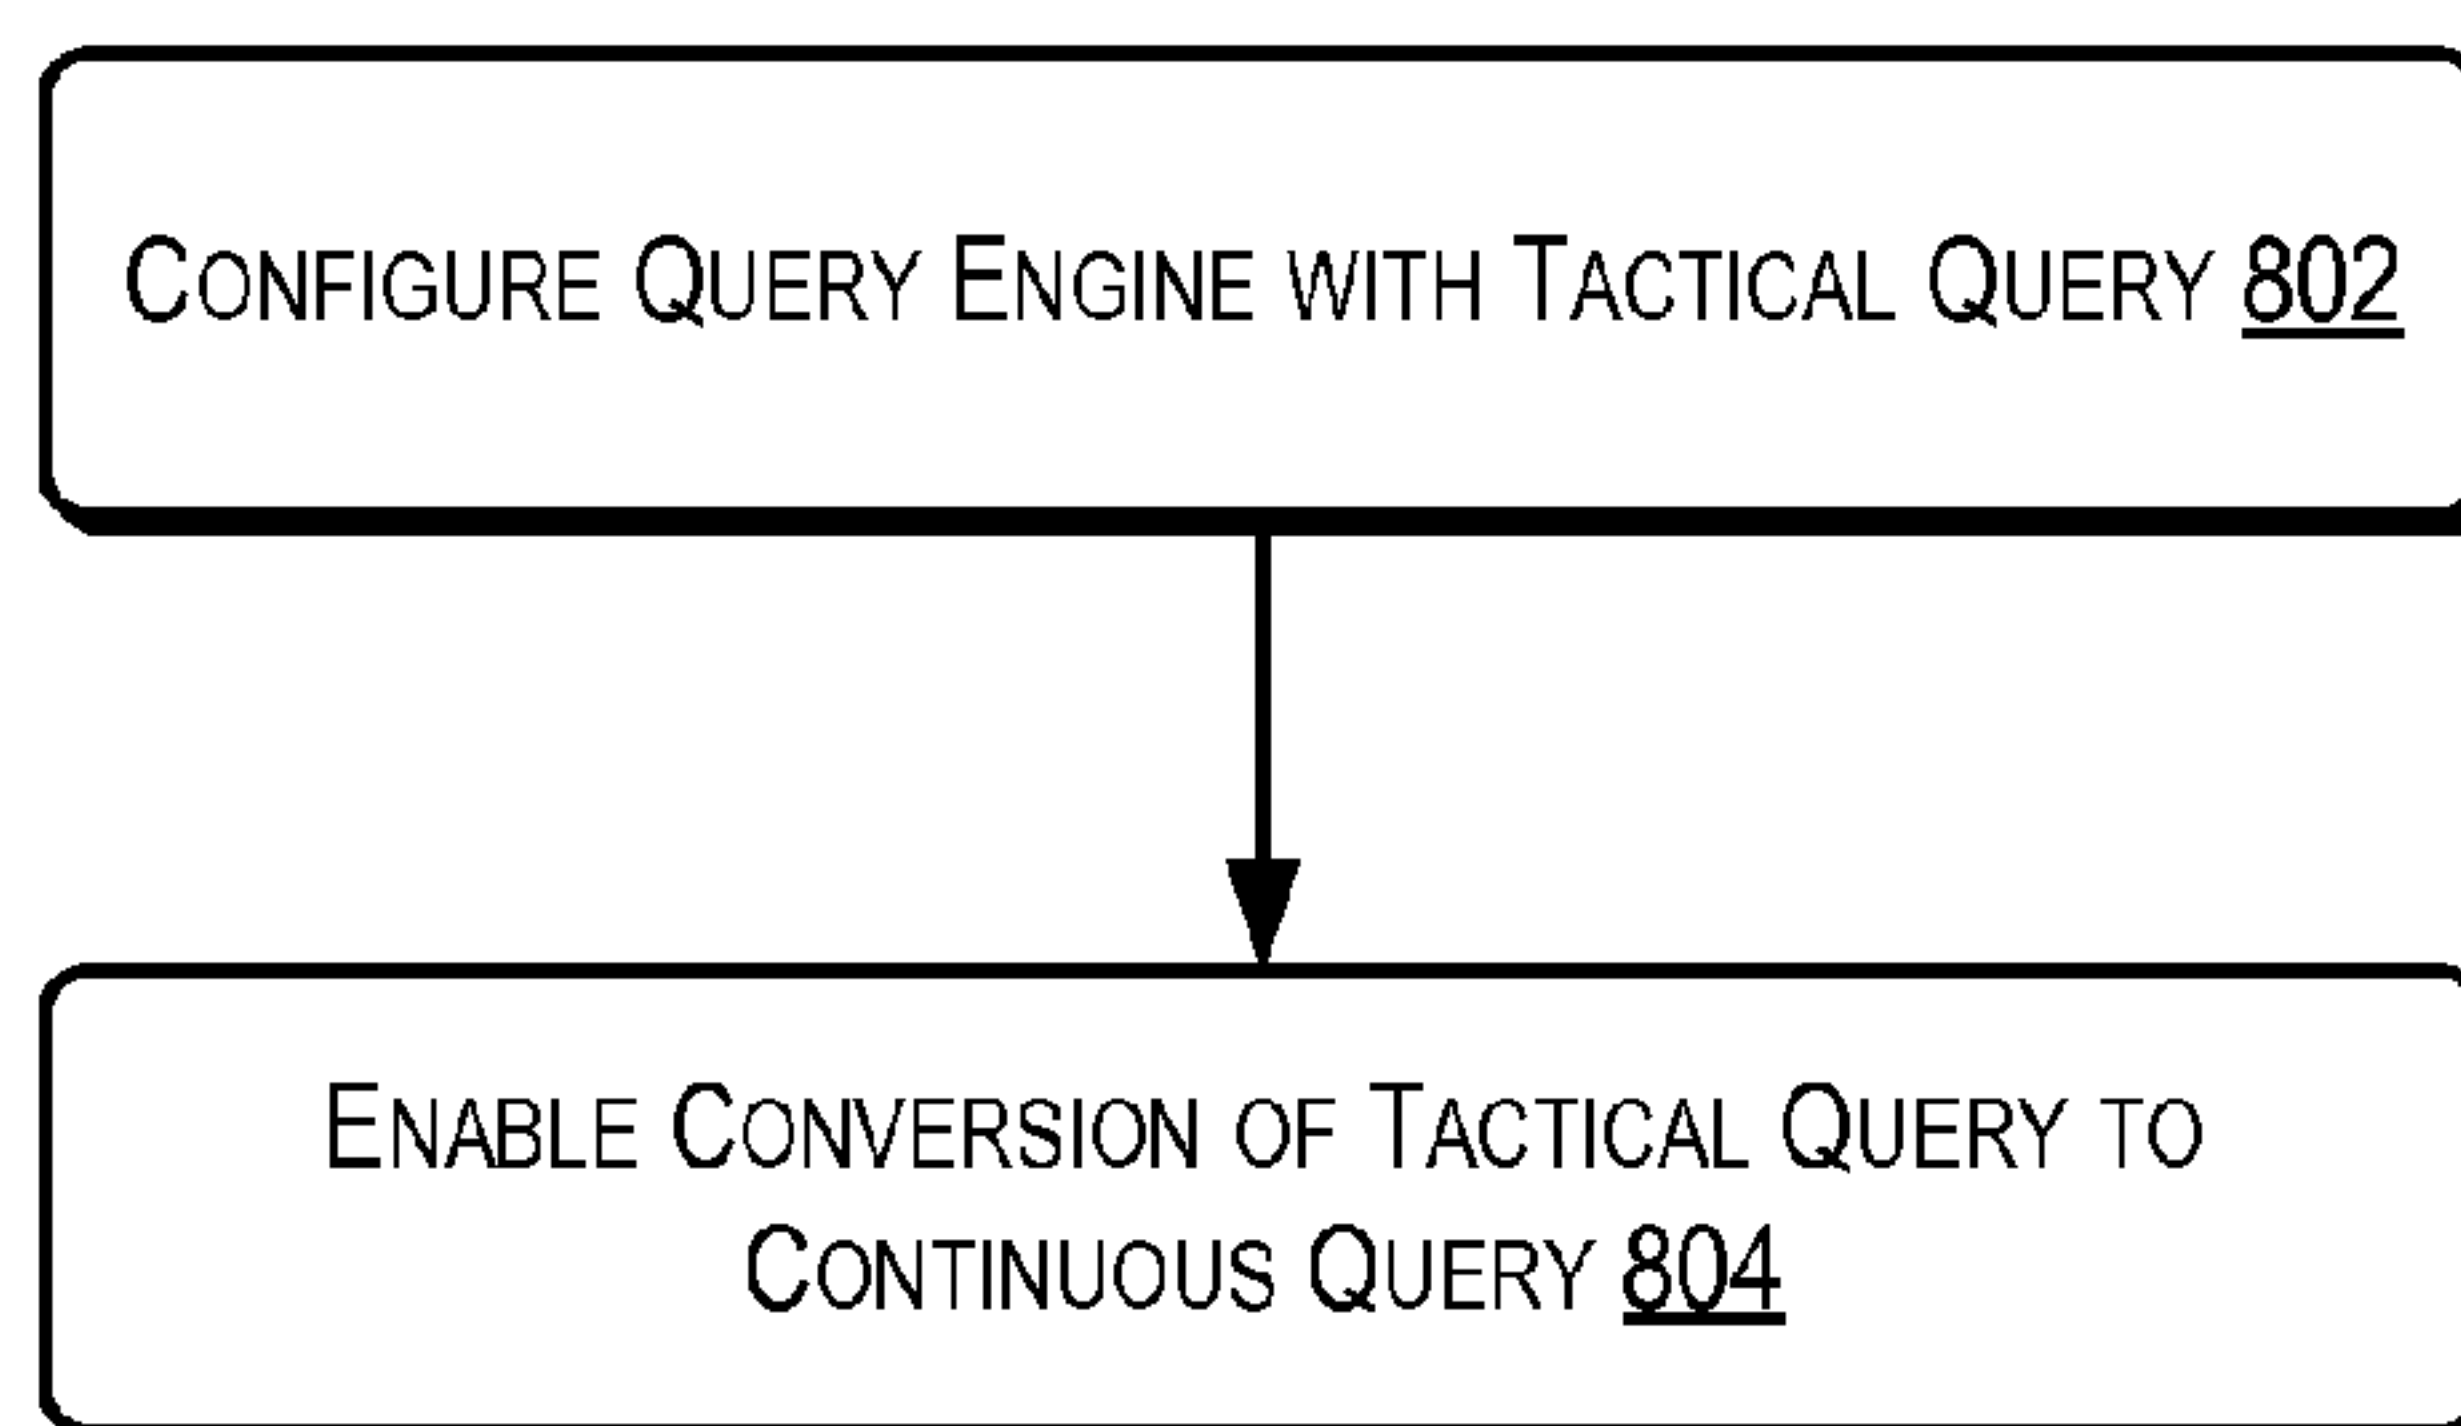 CONFIGURE QUERY ENGINE WITH TACTICAL QUERY 802
ENABLE CONVERSION OF TACTICAL QUERY TO
CONTINUOUS QUERY 804